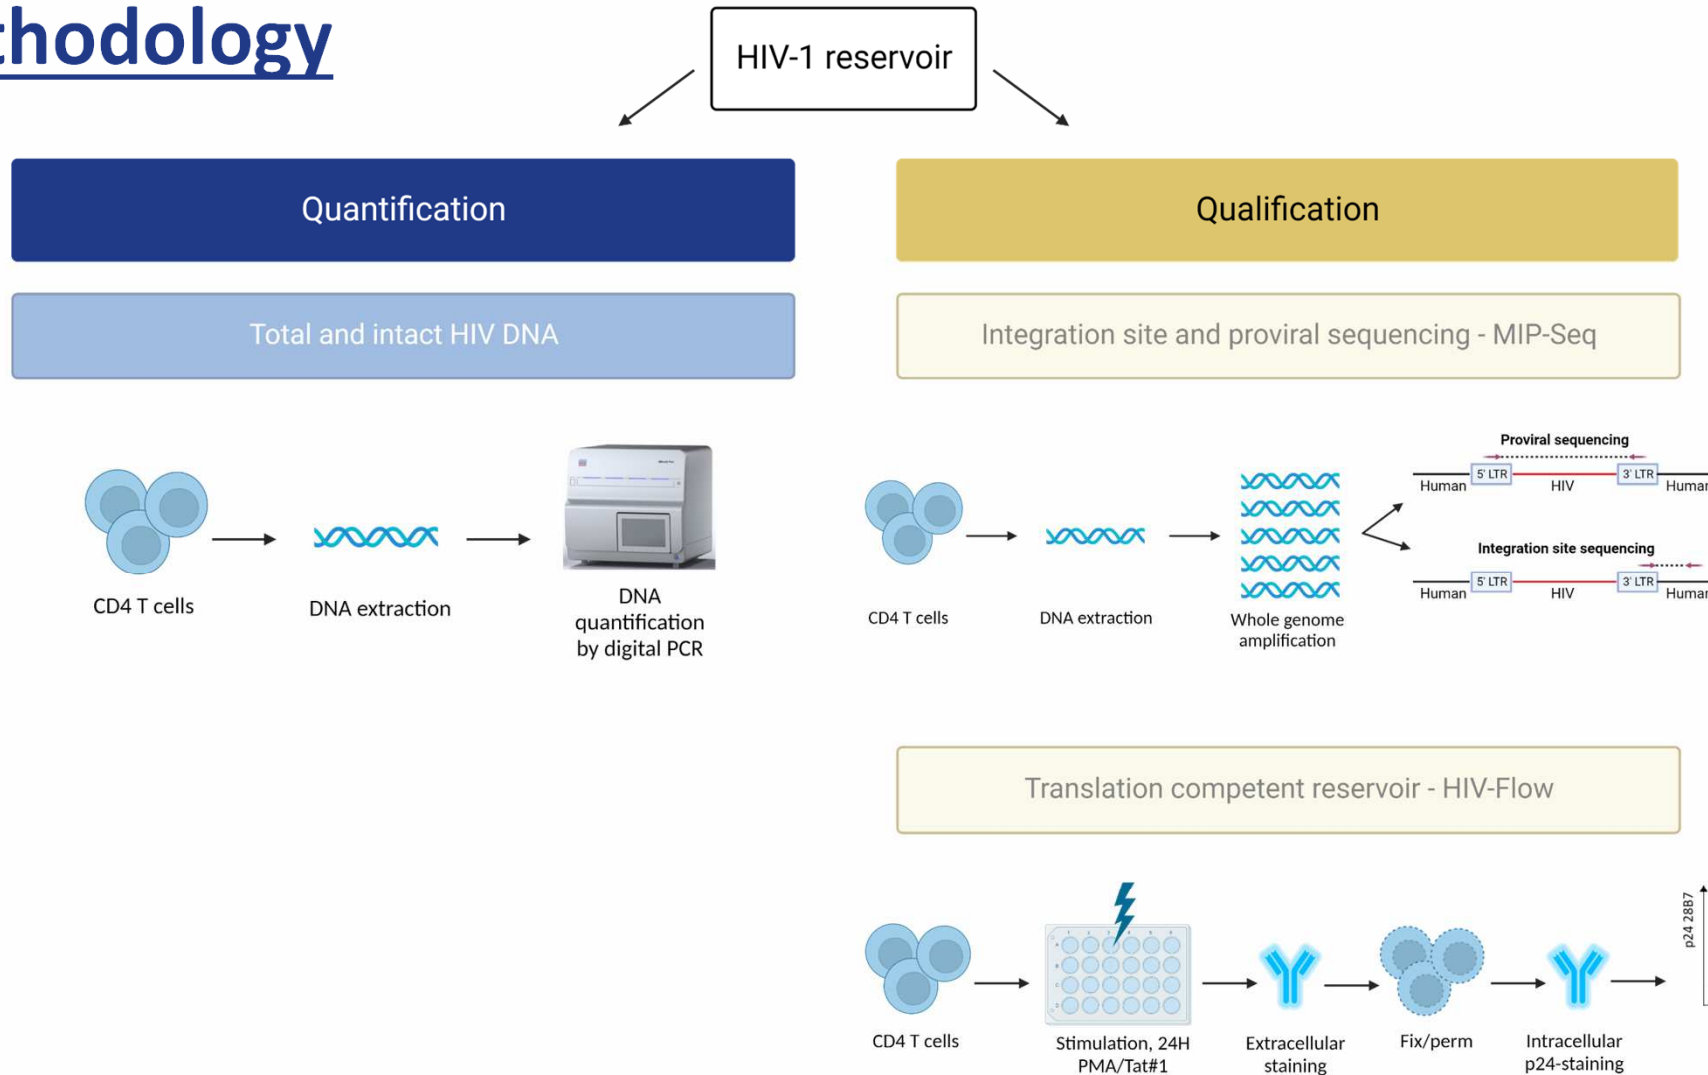 thodology
HIV-1 reservoir
Quantification
Total and intact HIV DNA
CD4 T cells
DNA extraction
DNA
quantification
by digital PCR
Qualification
Integration site and proviral sequencing - MIP-Seq
CD4 T cells
DNA extraction
Whole genome
amplification
Proviral sequencing
5' LTR
3' LTR
Human
HIV
Human
Integration site sequencing
5' LTR
3' LTR
Human
HIV
Human
Translation competent reservoir - HIV-Flow
CD4 T cells
Stimulation, 24H
PMA/Tat#1
Extracellular
staining
Fix/perm
Intracellular
p24-staining
p24 28B7